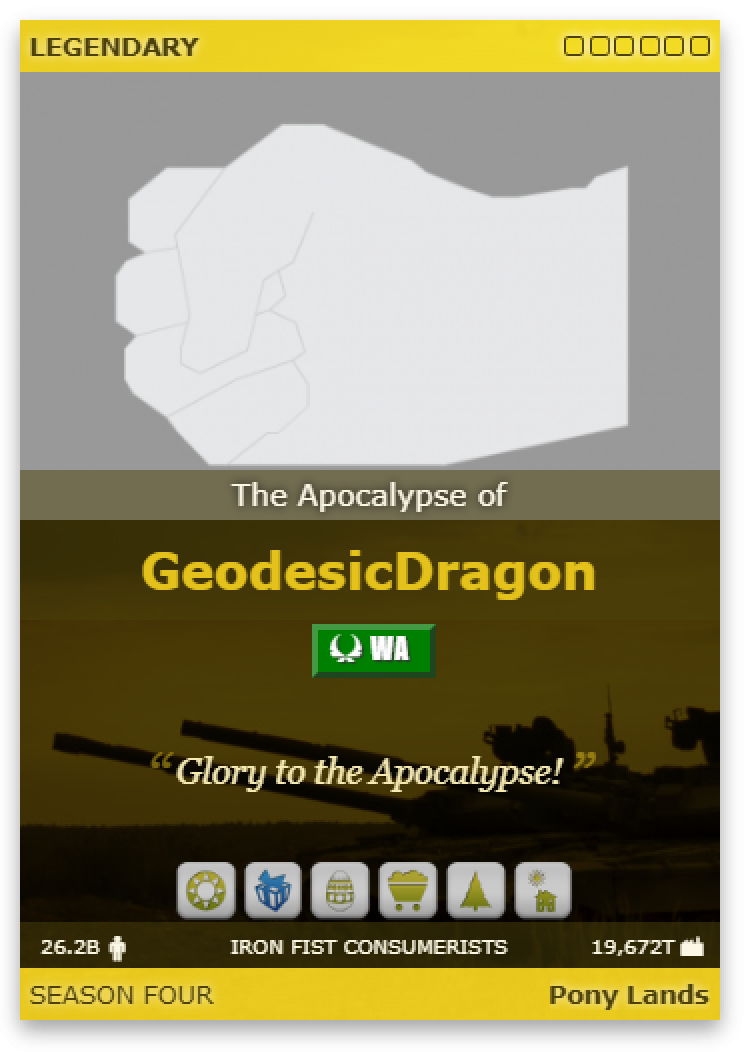 LEGENDARY
The Apocalypse of
GeodesicDragon
WA
“Glory to the Apocalypse!”
26.2B IRON FIST CONSUMERISTS 19,672T
SEASON FOUR Pony Lands